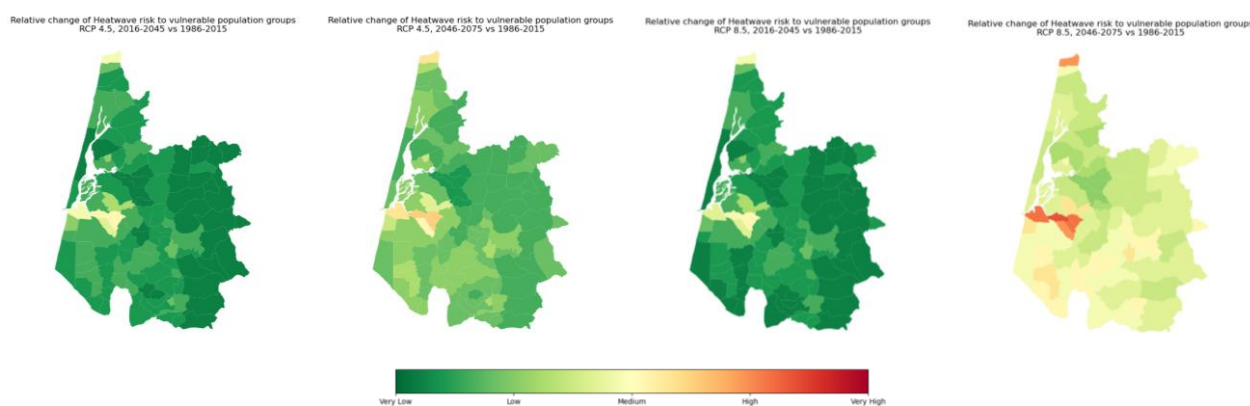 Relative change of Heatwave risk to vulnerable population groups
RCP 4.5, 2016-2045 vs 1986-2015
Relative change of Heatwave risk to vulnerable population groups
RCP 4.5, 2046-2075 vs 1986-2015
Relative change of Heatwave risk to vulnerable population groups
RCP 8.5, 2016-2045 vs 1986-2015
Relative change of Heatwave risk to vulnerable population groups
RCP 8.5, 2046-2075 vs 1986-2015
Very Low Low Medium High Very High